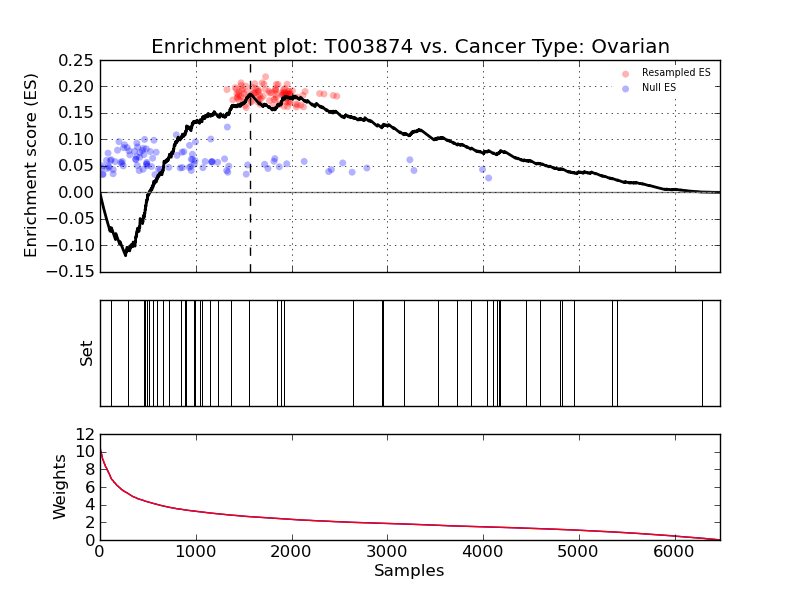 Enrichment plot: T003874 vs. Cancer Type: Ovarian
Enrichment score (ES)
0.25
0.20
0.15
0.10
0.05
0.00
−0.05
−0.10
−0.15
Resampled ES
Null ES
Set
Weights
12
10
8
6
4
2
0
0 1000 2000 3000 4000 5000 6000
Samples